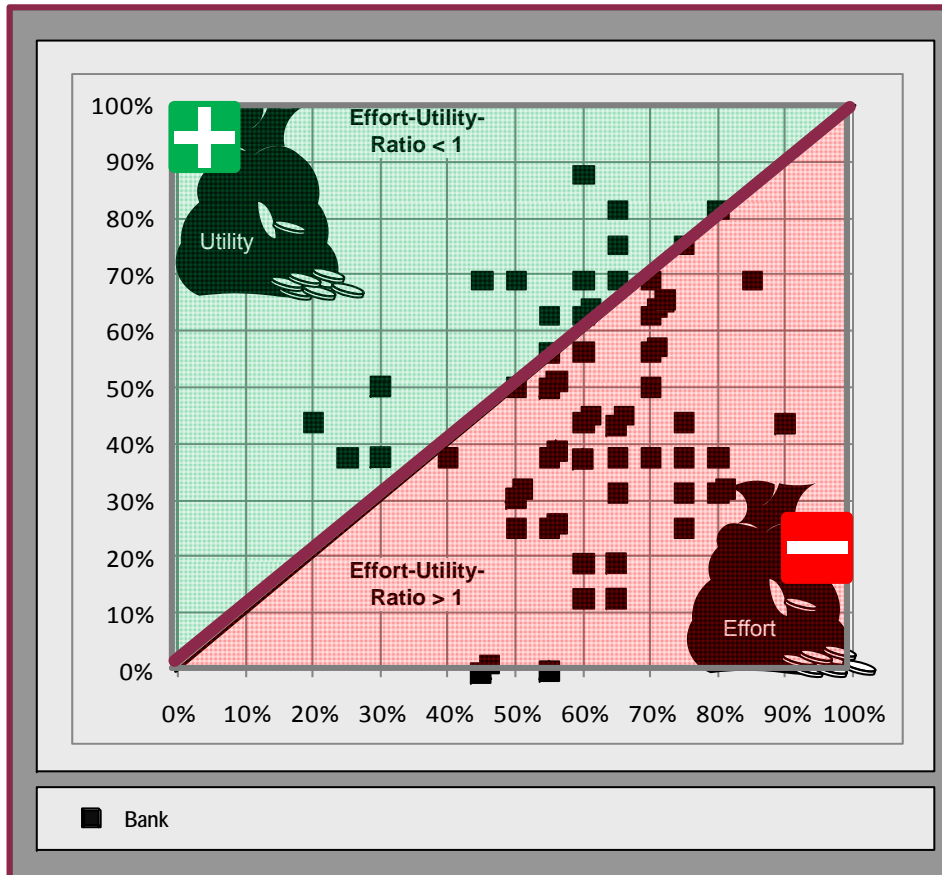 100%
90%
80%
70%
60%
50%
40%
30%
20%
10%
0%
Effort-Utility-
Ratio < 1
Utility
Effort-Utility-
Ratio > 1
Effort
0% 10% 20% 30% 40% 50% 60% 70% 80% 90% 100%
Bank